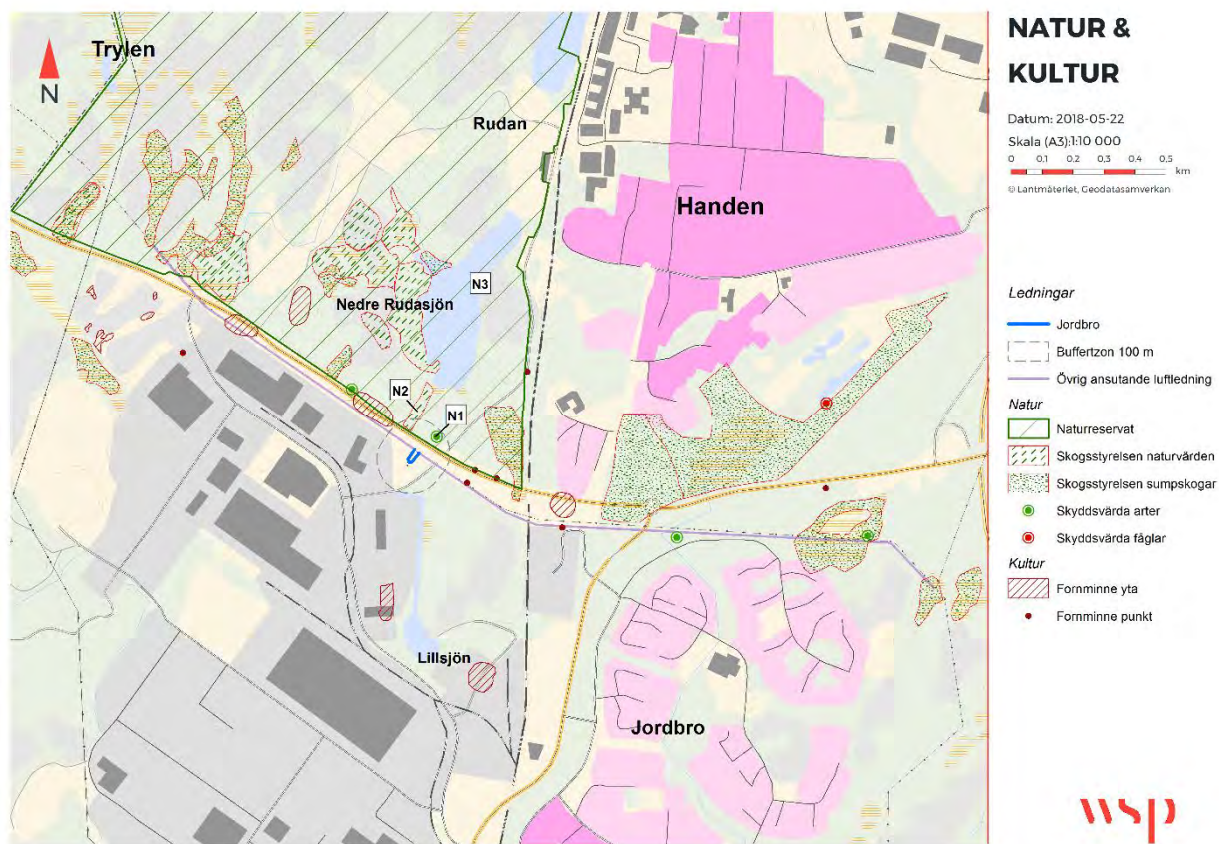 Trylen
N
Rudan
Handen
N3
Nedre Rudasjön
N2
N1
Lillsjön
Jordbro
NATUR &
KULTUR
Datum: 2018-05-22
Skala (A3):1:10 000
0 0,1 0,2 0,3 0,4 0,5
km
© Lantmäteriet, Geodatasamverkan
Ledningar
Jordbro
Buffertzon 100 m
Övrig ansutande luftledning
Natur
Naturreservat
Skogsstyrelsen naturvärden
Skogsstyrelsen sumpskogar
Skyddsvärda arter
Skyddsvärda fåglar
Kultur
Fornminne yta
Fornminne punkt
wsp